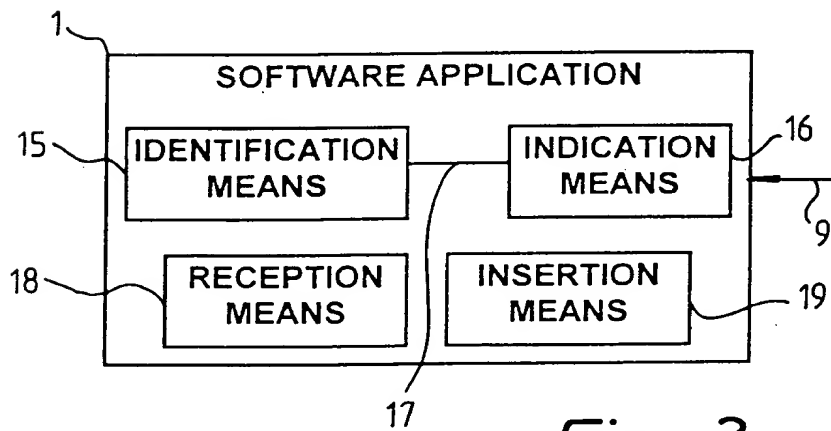 1
SOFTWARE APPLICATION
15
IDENTIFICATION
MEANS
INDICATION
MEANS
16
9
18
RECEPTION
MEANS
INSERTION
MEANS
19
17